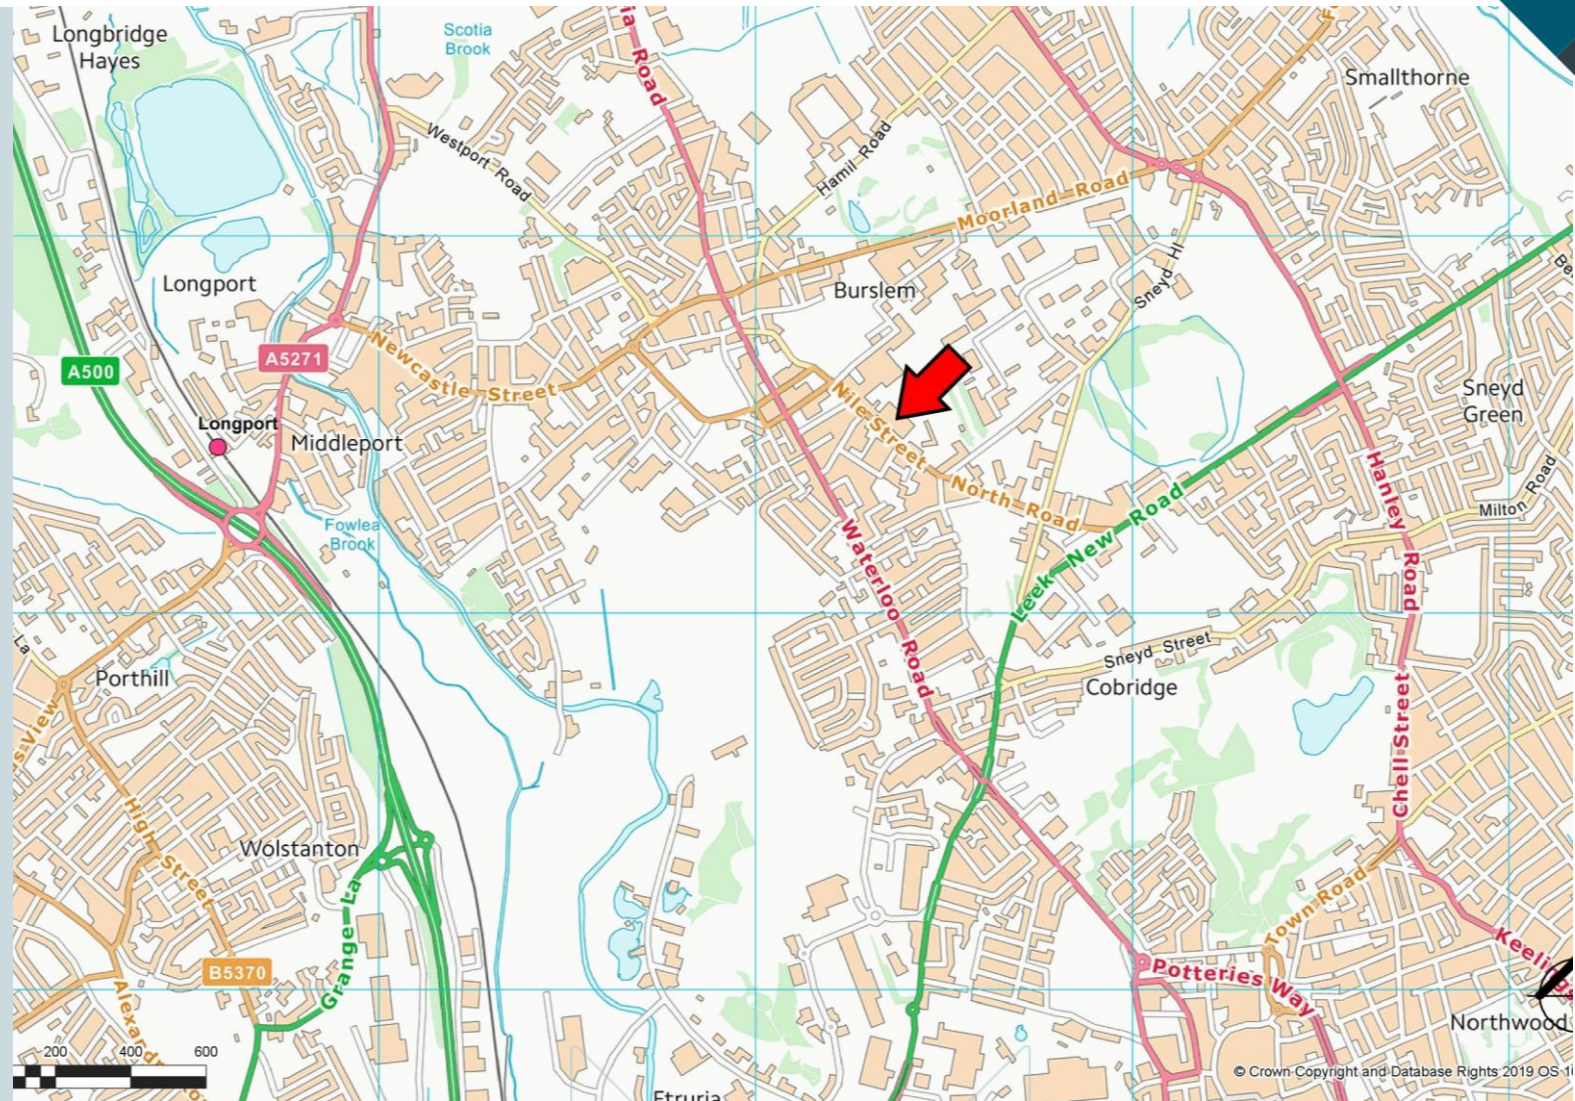 Longbridge
Hayes
Scotia
Brook
Road
Smallthorne
Westport Road
Hamil Road
Moorland Road
Sneyd Hl
Longport
Burslem
A500
A5271
Newcastle Street
Nile Street
Sneyd
Green
Longport
Middleport
North Road
Leek New Road
Hanley Road
Milton Road
Fowlea
Brook
Waterloo Road
La
Porthill
Sneyd Street
Cobridge
View
High Street
Chell Street
Wolstanton
Grange La
Town Road
B5370
Potteries Way
Northwood
200 400 600
© Crown Copyright and Database Rights 2019 OS
Etruria